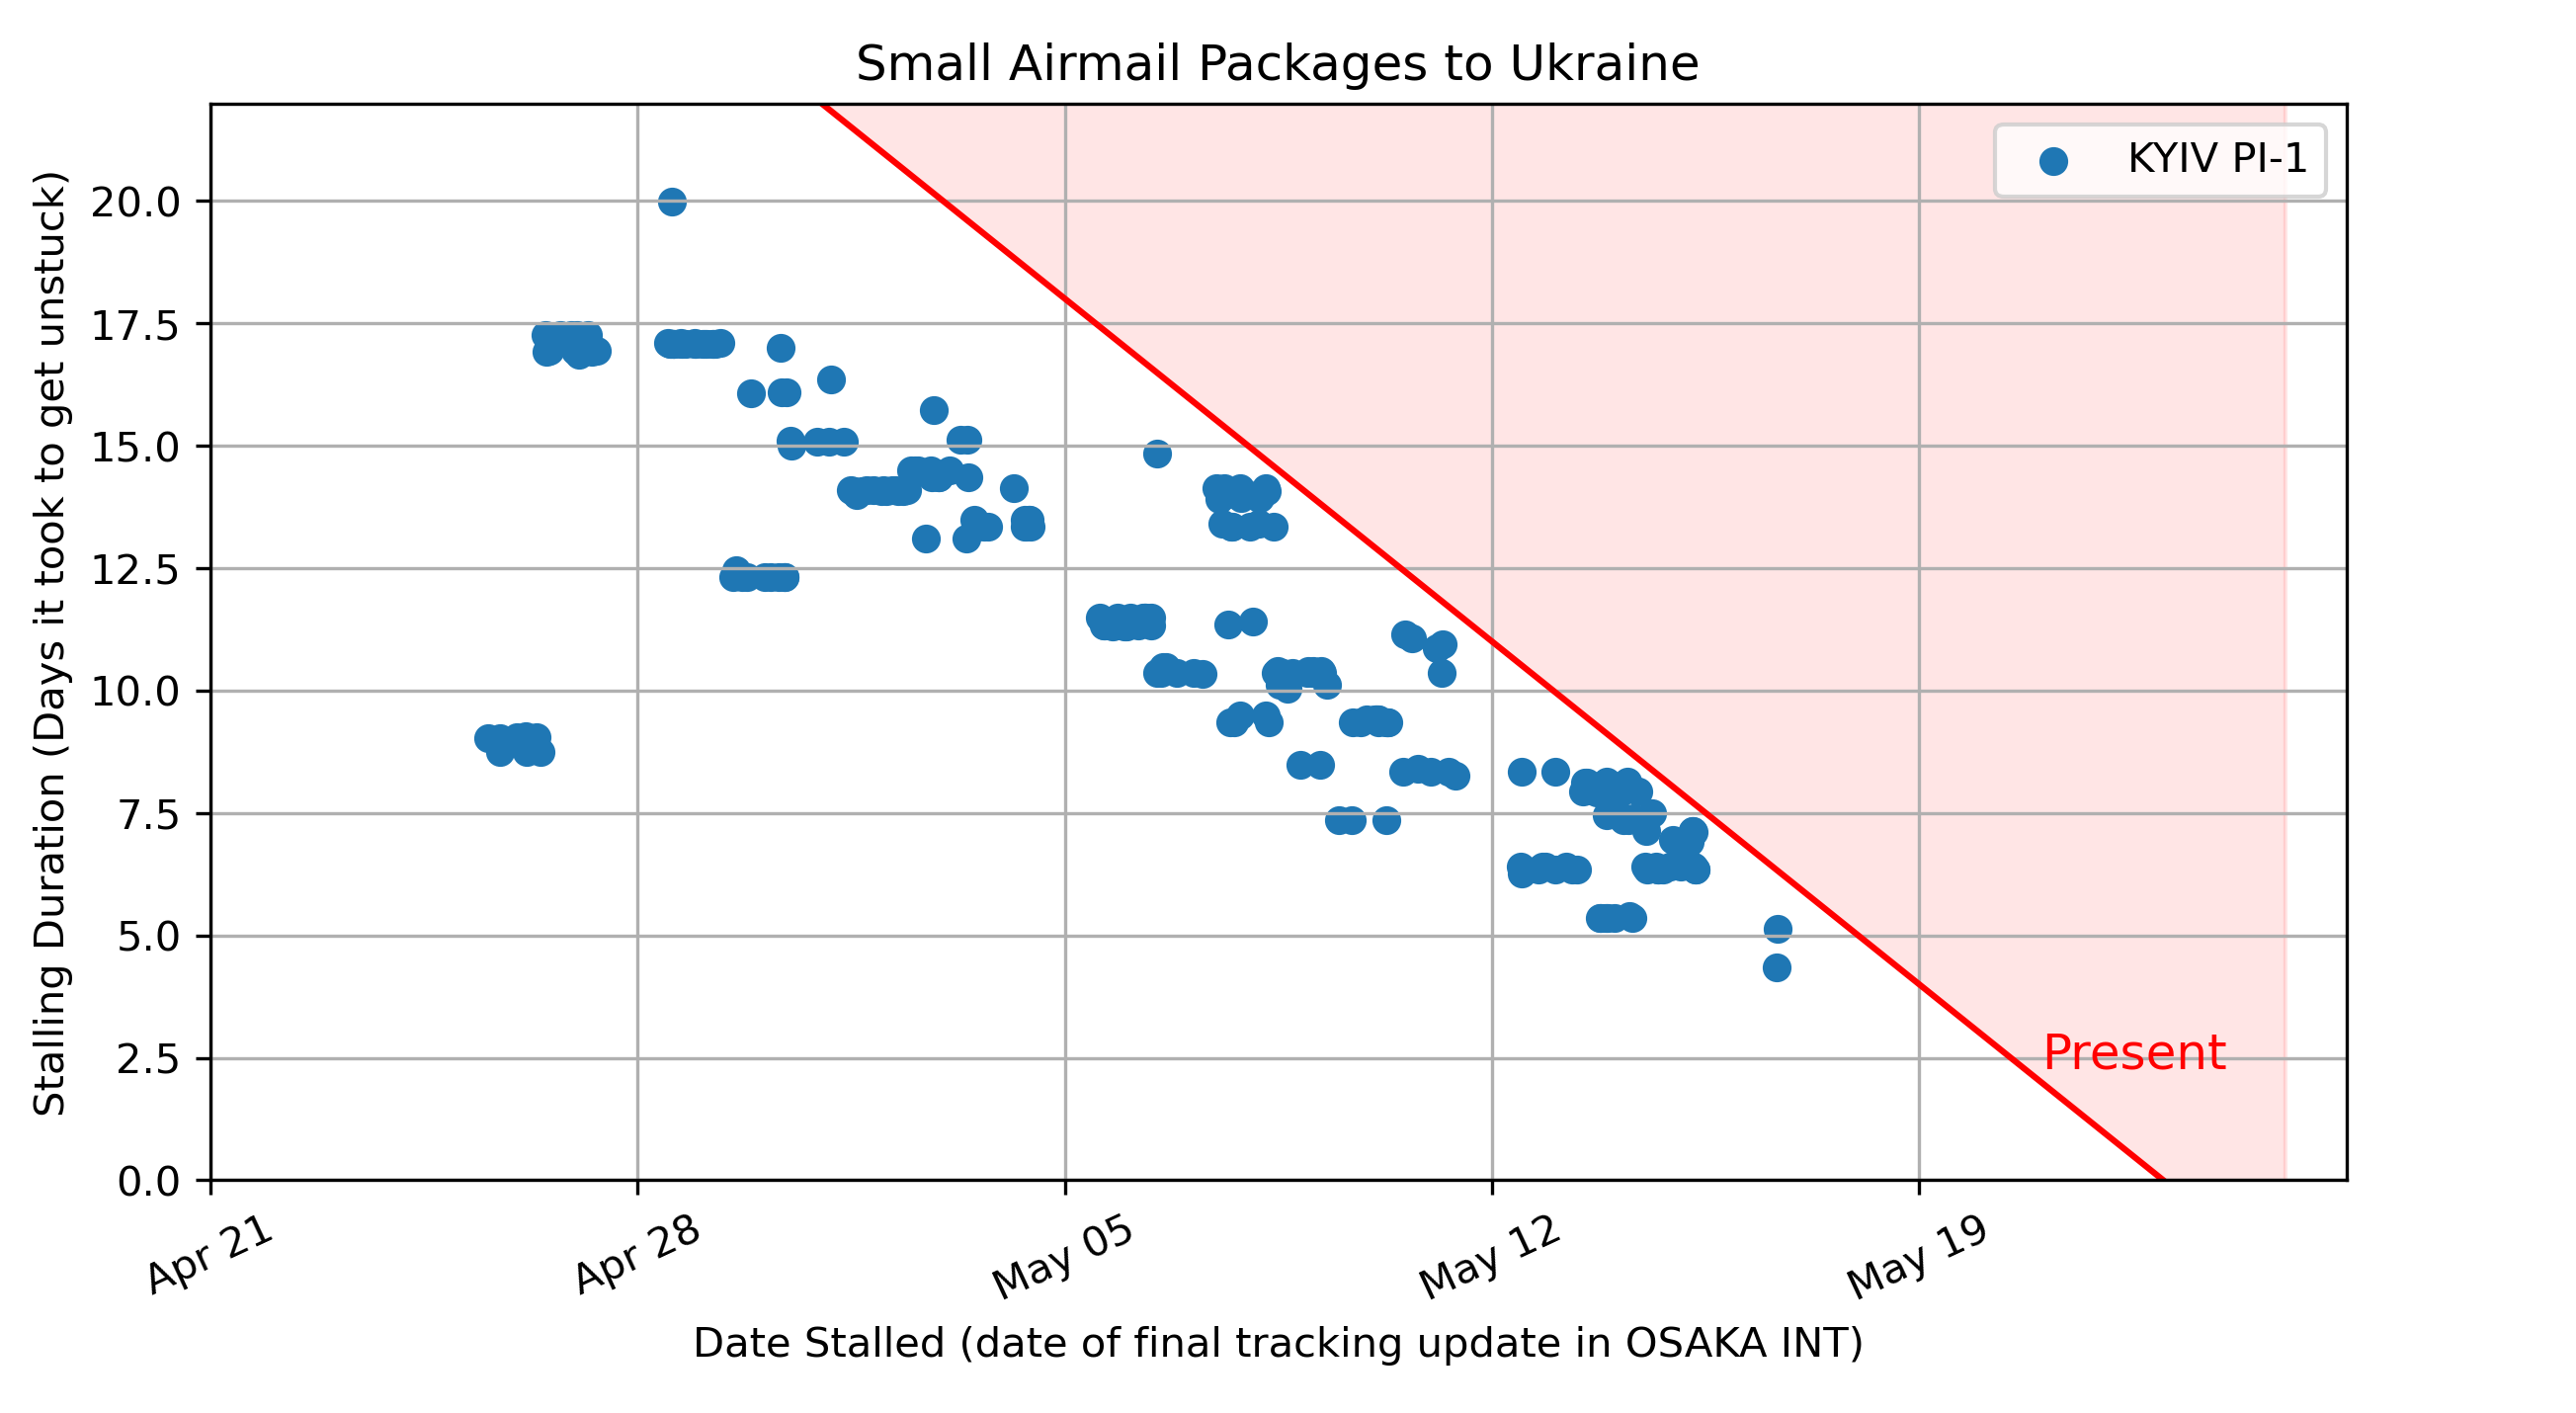 Small Airmail Packages to Ukraine
KYIV PI-1
20.0
17.5
15.0
12.5
10.0
7.5
5.0
2.5
0.0
Stalling Duration (Days it took to get unstuck)
Present
Apr 21
Apr 28
May 05
May 12
May 19
Date Stalled (date of final tracking update in OSAKA INT)